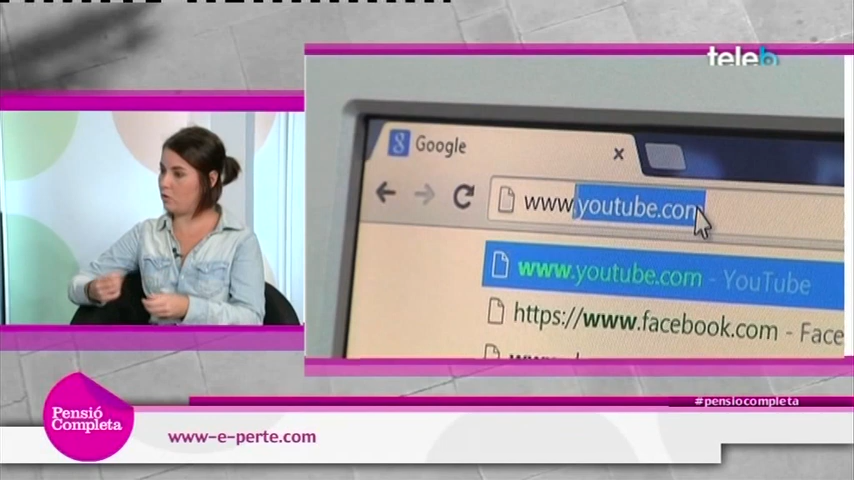 teleb
Google
www.youtube.com
www.youtube.com - YouTube
https://www.facebook.com - Face
#pensiocompleta
Pensió
Completa
www-e-perte.com